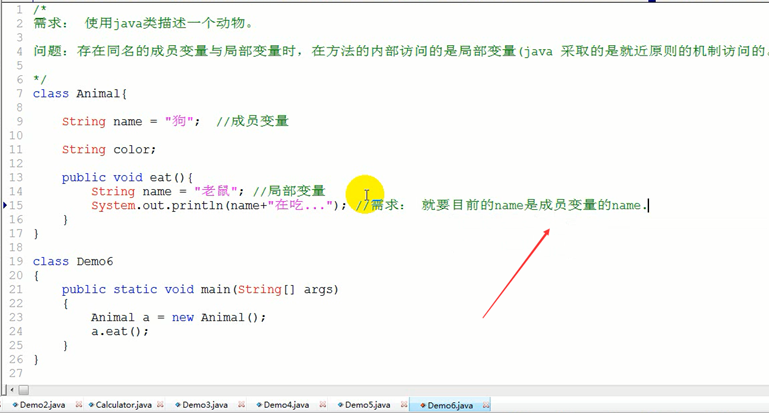 1 /*
2 需求： 使用java类描述一个动物。
3
4 问题：存在同名的成员变量与局部变量时，在方法的内部访问的是局部变量(java 采取的是就近原则的机制访问的。
5
6 */
7 class Animal{
8
9 String name = "狗"; //成员变量
10
11 String color;
12
13 public void eat(){
14 String name = "老鼠"; //局部变量
15 System.out.println(name+"在吃..."); //需求： 就要目前的name是成员变量的name.
16 }
17 }
18
19 class Demo6
20 {
21 public static void main(String[] args)
22 {
23 Animal a = new Animal();
24 a.eat();
25 }
26 }
27
Demo2.java Calculator.java Demo3.java Demo4.java Demo5.java Demo6.java